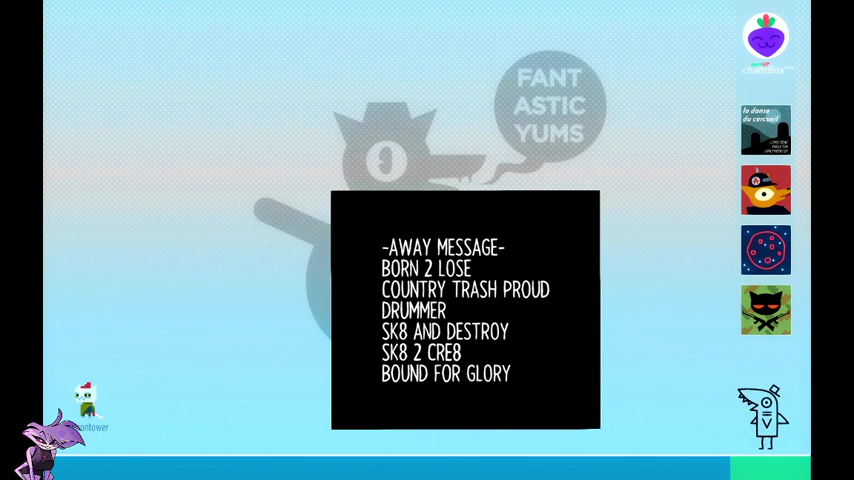 FANT
ASTIC
YUMS
chattrBox
la danse
du cercueil
-AWAY MESSAGE-
BORN 2 LOSE
COUNTRY TRASH PROUD
DRUMMER
SK8 AND DESTROY
SK8 2 CRE8
BOUND FOR GLORY